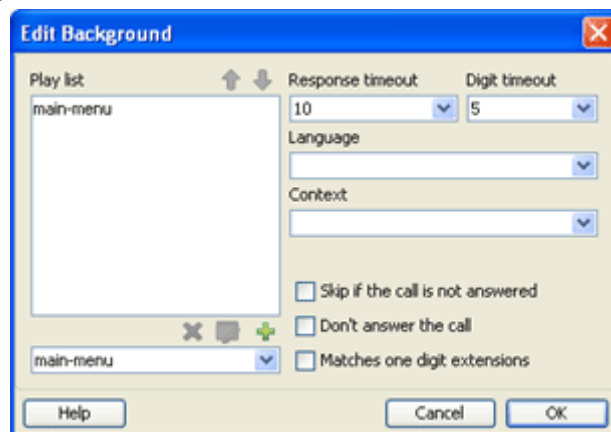 Edit Background
Play list
Response timeout
Digit timeout
main-menu
10
5
Language
Context
Skip if the call is not answered
Don't answer the call
main-menu
Matches one digit extensions
Help
Cancel
OK